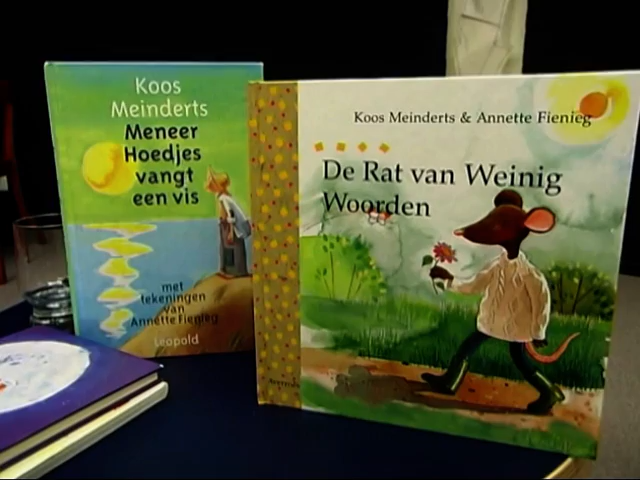 Koos
Meinderts
Meneer
Hoedjes
vangt
een vis
met
tekeningen
van
Annette Fienieg
Leopold
Koos Meinderts & Annette Fienieg
De Rat van Weinig
Woorden